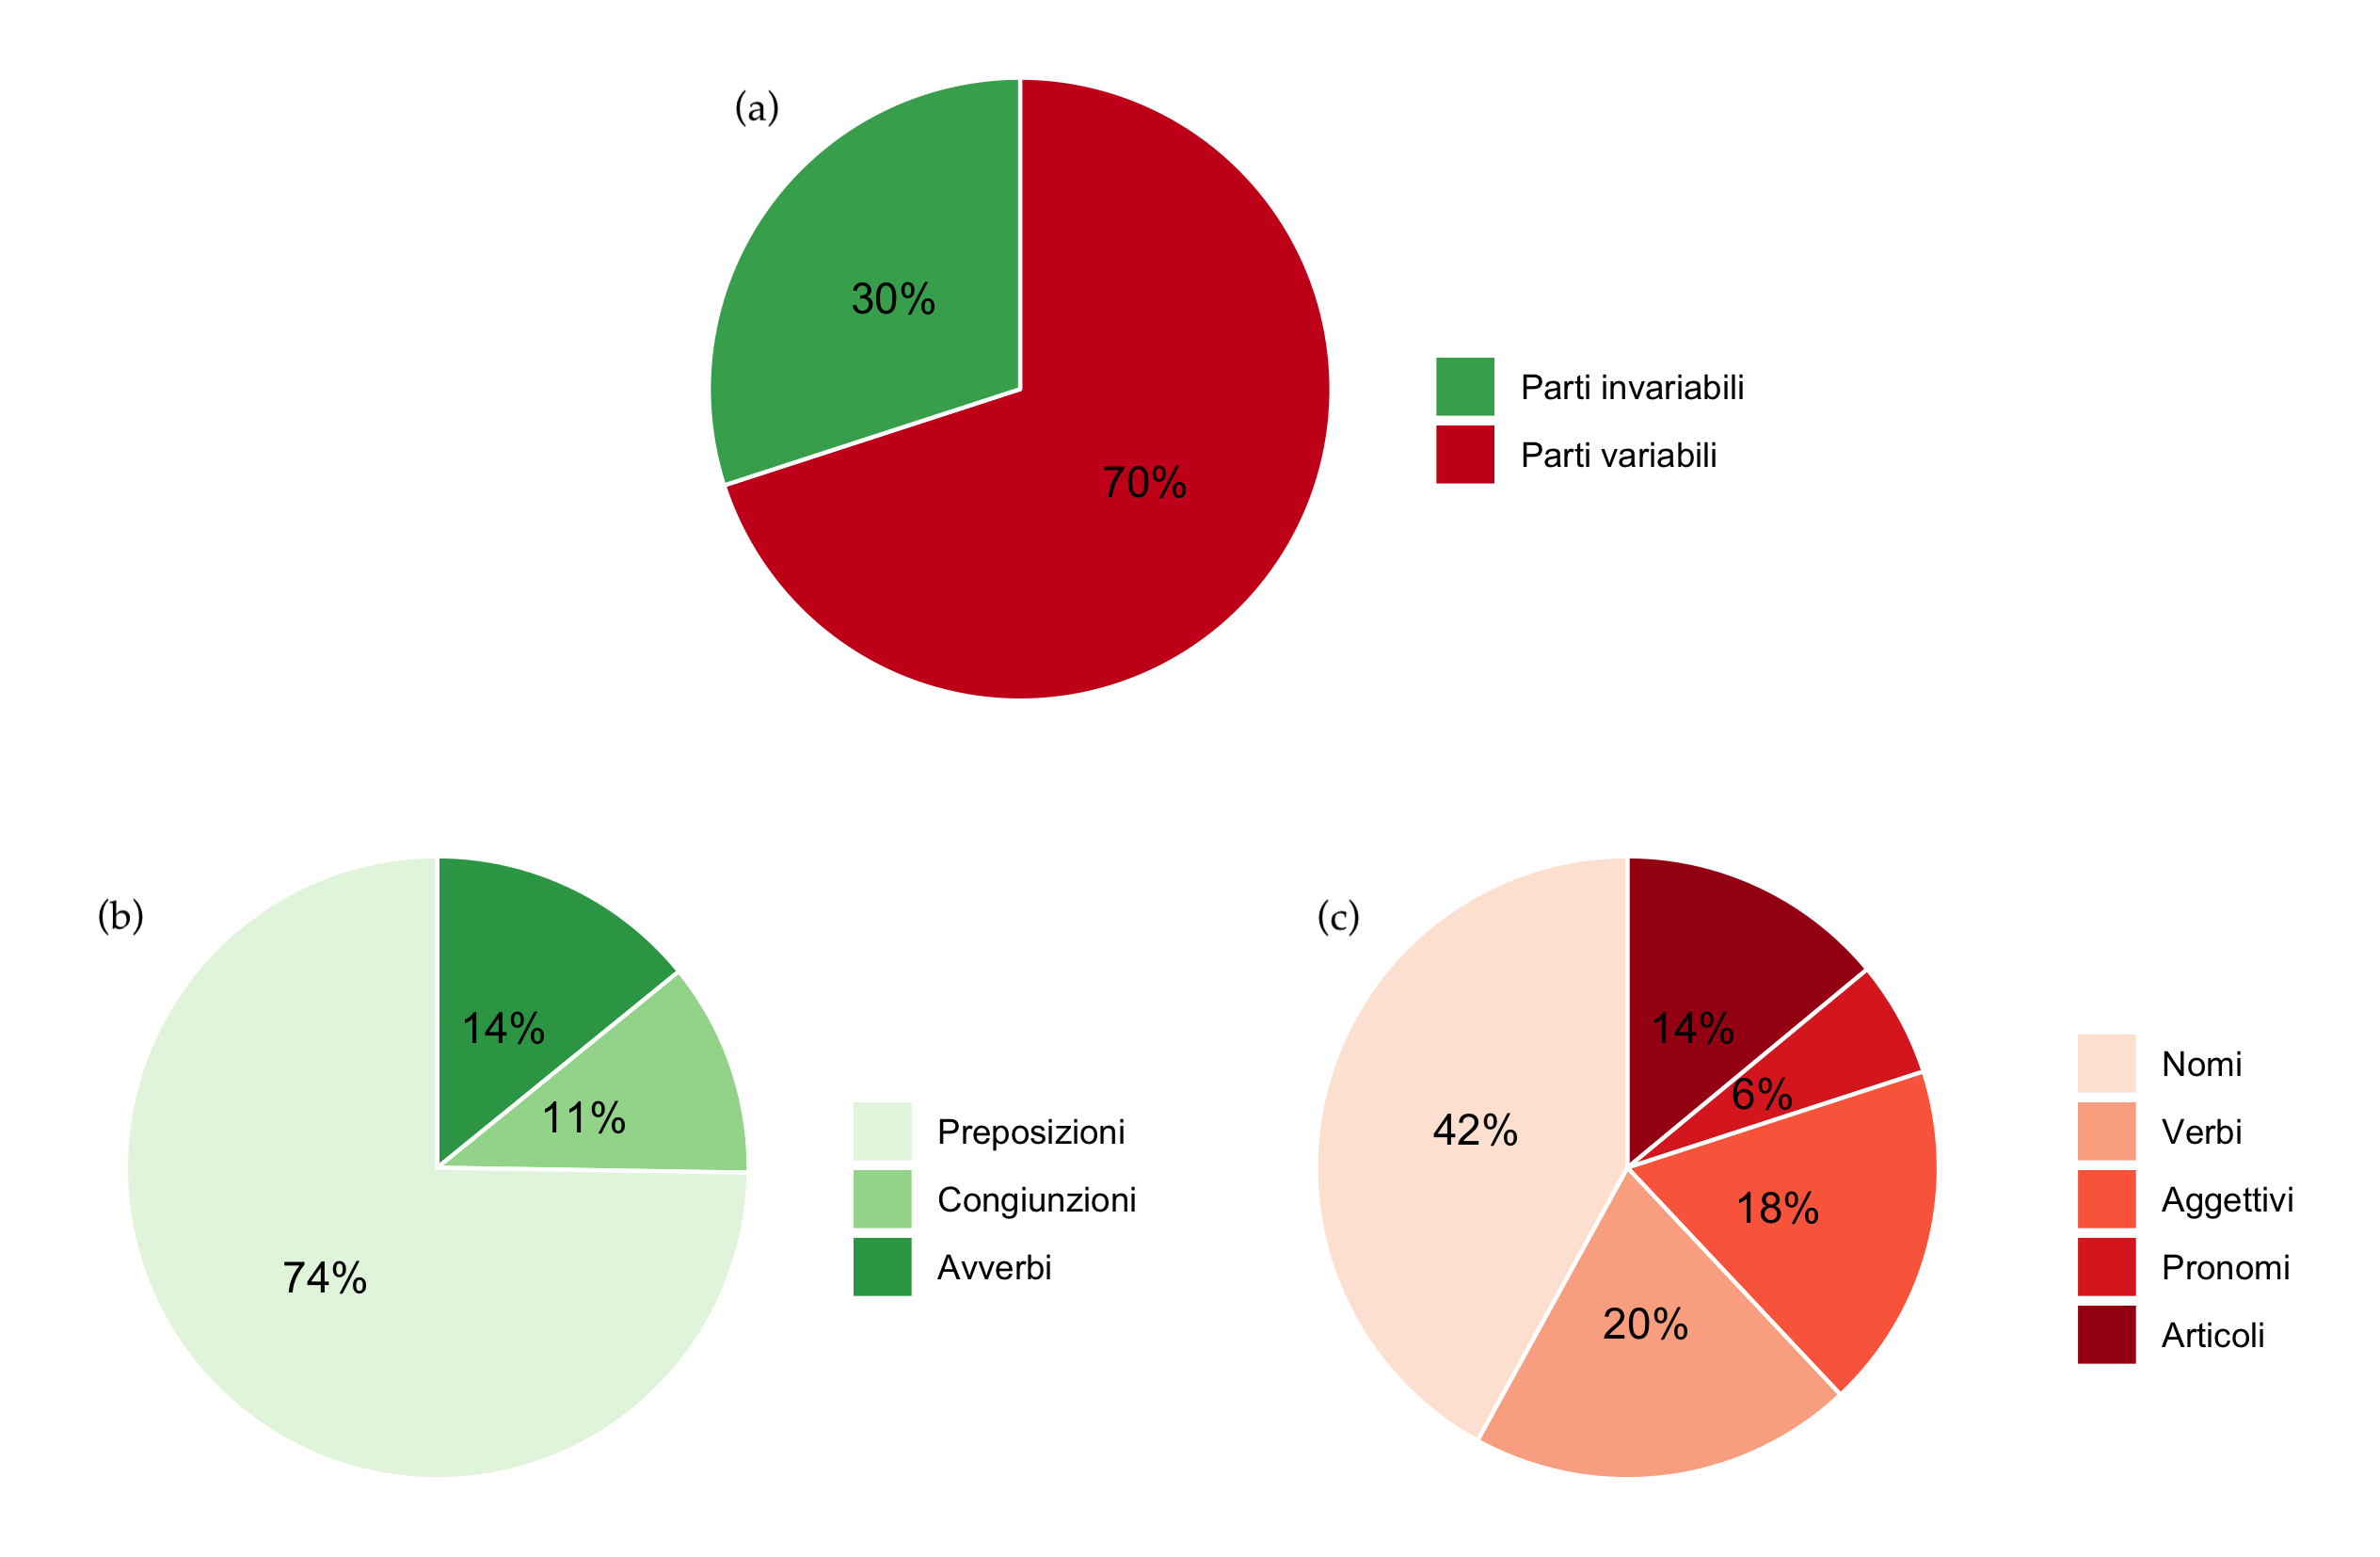 (a)
30%
70%
Parti invariabili
Parti variabili
(b)
14%
11%
74%
Preposizioni
Congiunzioni
Avverbi
(c)
14%
6%
42%
18%
20%
Nomi
Verbi
Aggettivi
Pronomi
Articoli